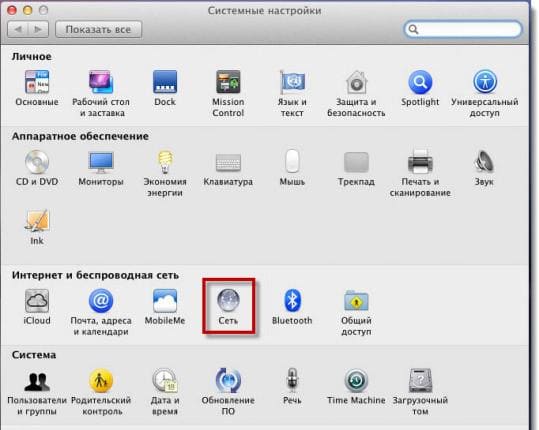 Системные настройки
Показать все
Личное
Основные
Рабочий стол
и заставка
Dock
Mission
Control
Язык и
текст
Защита и
безопасность
Spotlight
Универсальный
доступ
Аппаратное обеспечение
CD и DVD
Мониторы
Экономия
энергии
Клавиатура
Мышь
Трекпад
Печать и
сканирование
Звук
Ink
Интернет и беспроводная сеть
iCloud
Почта, адреса
и календари
MobileMe
Сеть
Bluetooth
Общий
доступ
Система
Пользователи
и группы
Родительский
контроль
Дата и
время
Обновление
ПО
Речь
Time Machine
Загрузочный
том